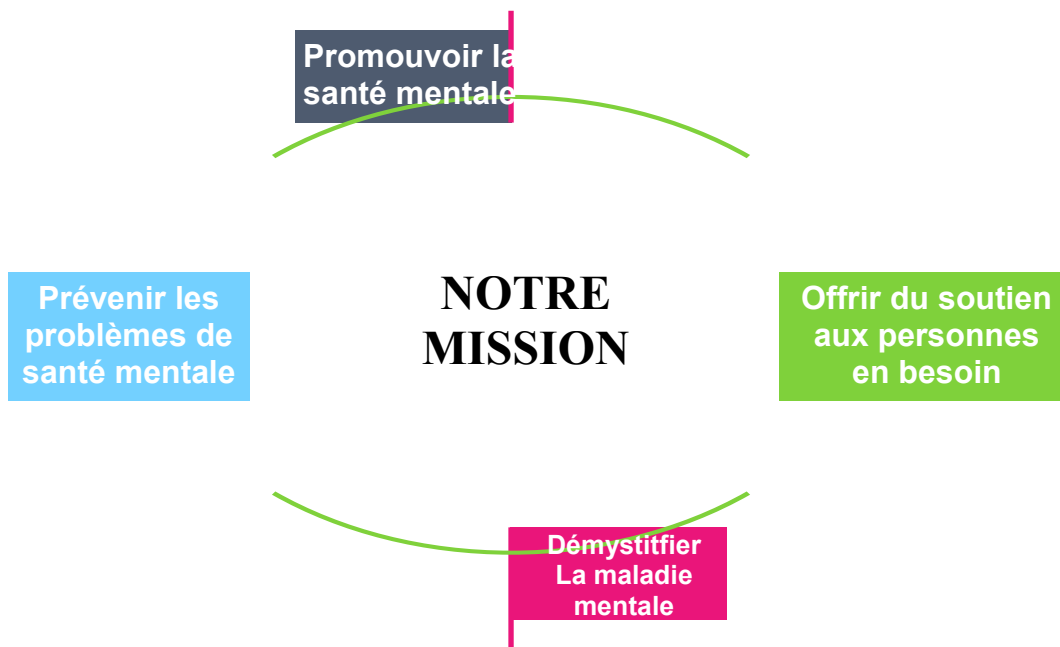 Promouvoir la
santé mentale
Prévenir les
problèmes de
santé mentale
NOTRE
MISSION
Offrir du soutien
aux personnes
en besoin
Démystitfier
La maladie
mentale